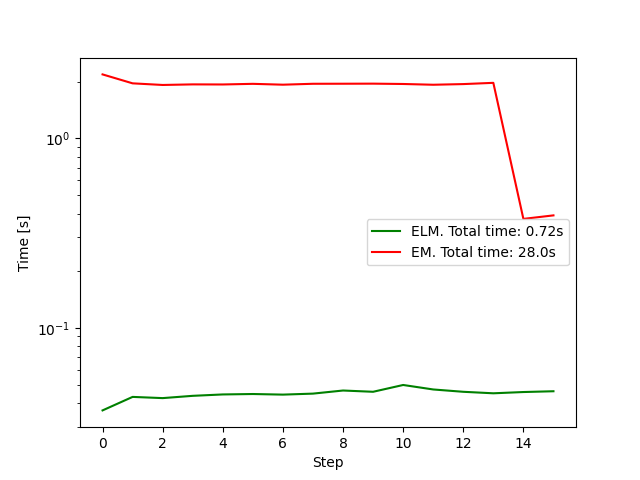 10⁰
10⁻¹
Time [s]
ELM. Total time: 0.72s
EM. Total time: 28.0s
0 2 4 6 8 10 12 14
Step